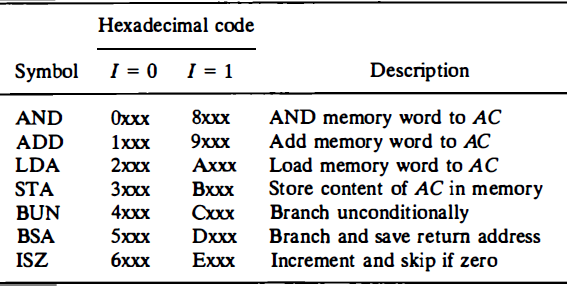 Hexadecimal code
Symbol I = 0 I = 1 Description
AND 0xxx 8xxx AND memory word to AC
ADD 1xxx 9xxx Add memory word to AC
LDA 2xxx Axxx Load memory word to AC
STA 3xxx Bxxx Store content of AC in memory
BUN 4xxx Cxxx Branch unconditionally
BSA 5xxx Dxxx Branch and save return address
ISZ 6xxx Exxx Increment and skip if zero